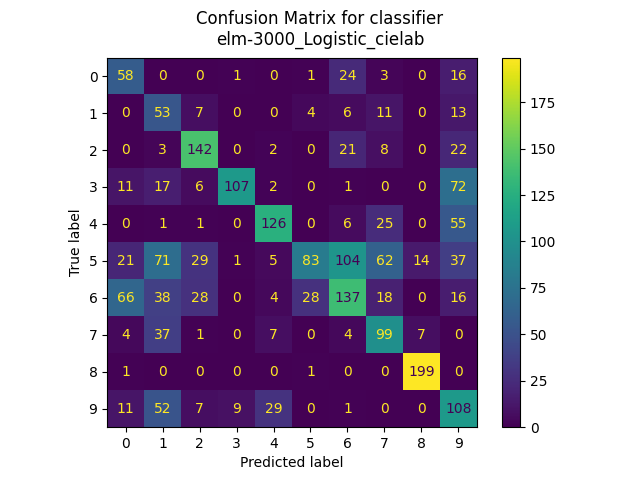 Confusion Matrix for classifier
elm-3000_Logistic_cielab
0 58 0 0 1 0 1 24 3 0 16
1 0 53 7 0 0 4 6 11 0 13
2 0 3 142 0 2 0 21 8 0 22
3 11 17 6 107 2 0 1 0 0 72
4 0 1 1 0 126 0 6 25 0 55
5 21 71 29 1 5 83 104 62 14 37
6 66 38 28 0 4 28 137 18 0 16
7 4 37 1 0 7 0 4 99 7 0
8 1 0 0 0 0 1 0 0 199 0
9 11 52 7 9 29 0 1 0 0 108
0 1 2 3 4 5 6 7 8 9
Predicted label
True label
175
150
125
100
75
50
25
0